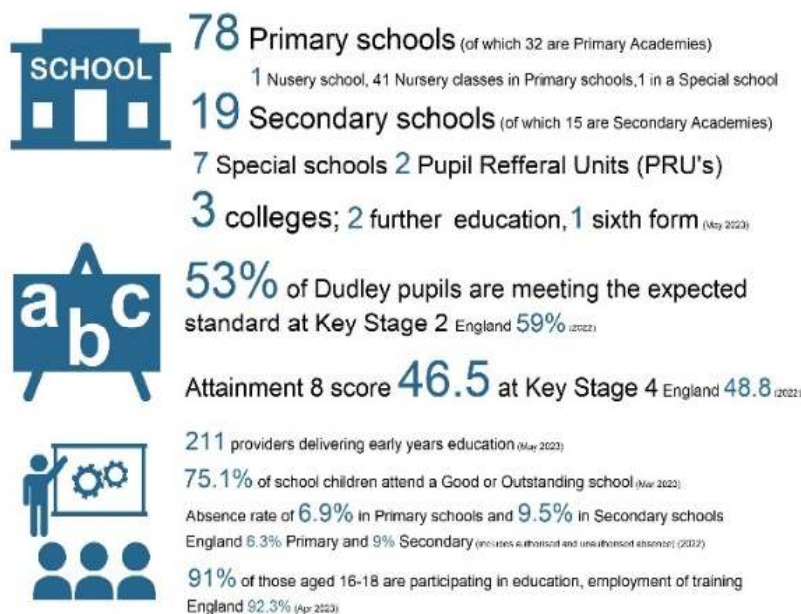 SCHOOL
78 Primary schools (of which 32 are Primary Academies)
1 Nusery school, 41 Nursery classes in Primary schools,1 in a Special school
19 Secondary schools (of which 15 are Secondary Academies)
7 Special schools 2 Pupil Refferal Units (PRU's)
3 colleges; 2 further education, 1 sixth form (May 2023)
abc
53% of Dudley pupils are meeting the expected
standard at Key Stage 2 England 59% (2022)
Attainment 8 score 46.5 at Key Stage 4 England 48.8 (2022)
211 providers delivering early years education (May 2023)
75.1% of school children attend a Good or Outstanding school (Mar 2023)
Absence rate of 6.9% in Primary schools and 9.5% in Secondary schools
England 6.3% Primary and 9% Secondary (includes authorised and unauthorised absence) (2022)
91% of those aged 16-18 are participating in education, employment of training
England 92.3% (Apr 2023)